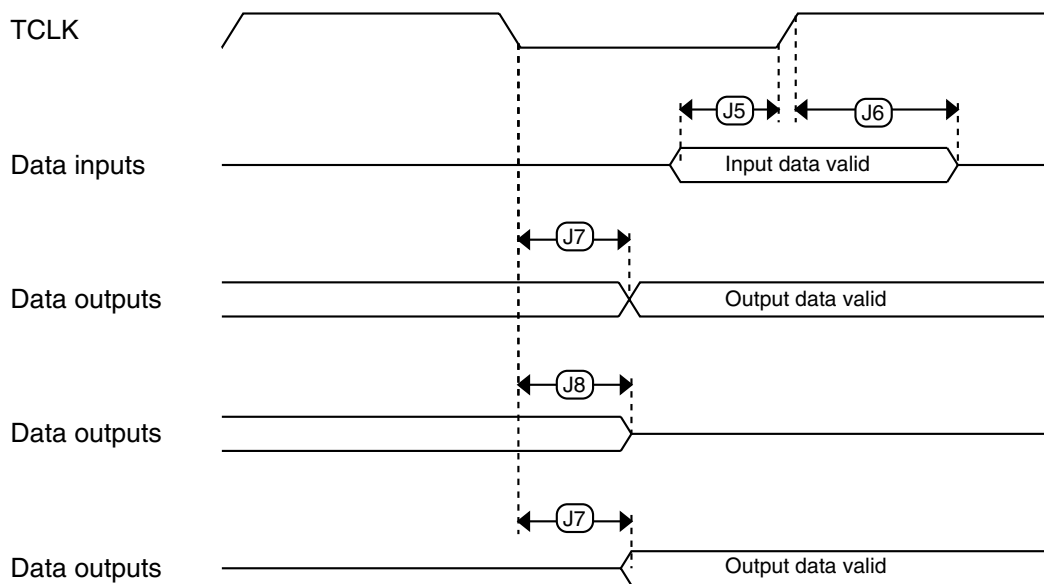 TCLK
J5
J6
Data inputs
Input data valid
J7
Data outputs
Output data valid
J8
Data outputs
J7
Data outputs
Output data valid